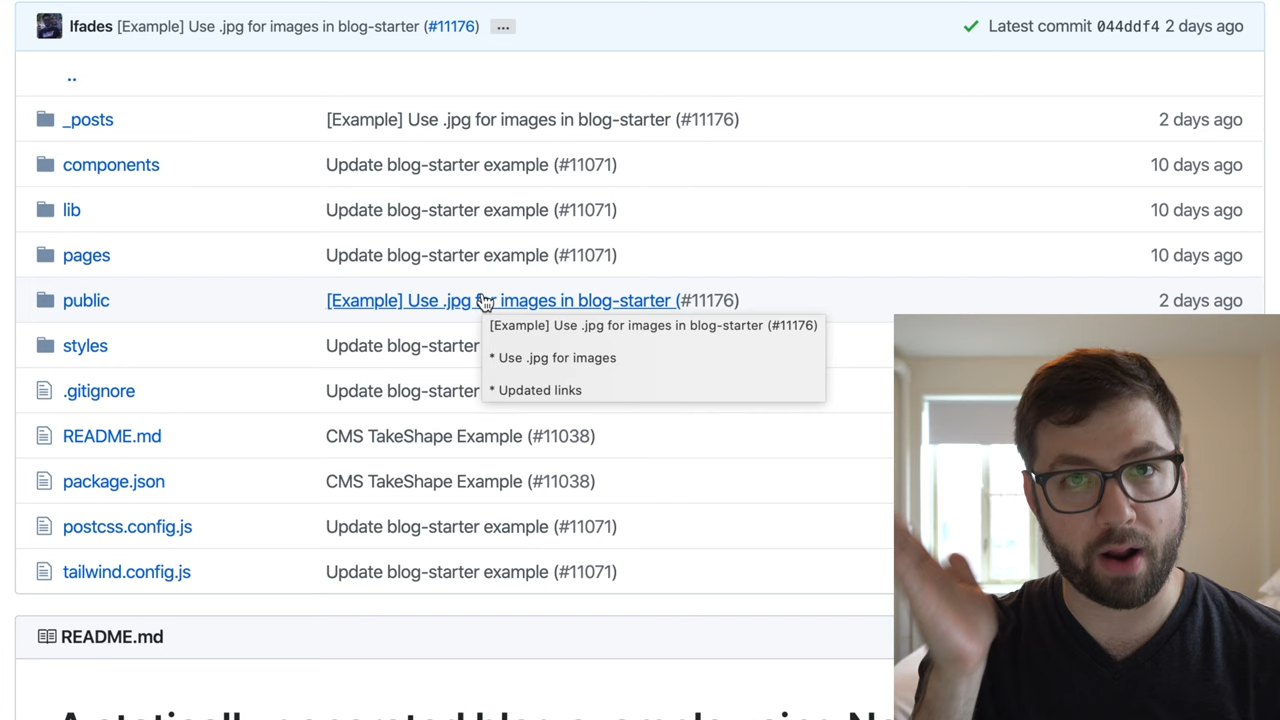 lfades [Example] Use .jpg for images in blog-starter (#11176) ... Latest commit 044ddf4 2 days ago
..
_posts [Example] Use .jpg for images in blog-starter (#11176) 2 days ago
components Update blog-starter example (#11071) 10 days ago
lib Update blog-starter example (#11071) 10 days ago
pages Update blog-starter example (#11071) 10 days ago
public [Example] Use .jpg for images in blog-starter (#11176) 2 days ago
[Example] Use .jpg for images in blog-starter (#11176)
styles Update blog-starter
* Use .jpg for images
.gitignore Update blog-starter
* Updated links
README.md CMS TakeShape Example (#11038)
package.json CMS TakeShape Example (#11038)
postcss.config.js Update blog-starter example (#11071)
tailwind.config.js Update blog-starter example (#11071)
README.md
A statically generated blog example using Ne